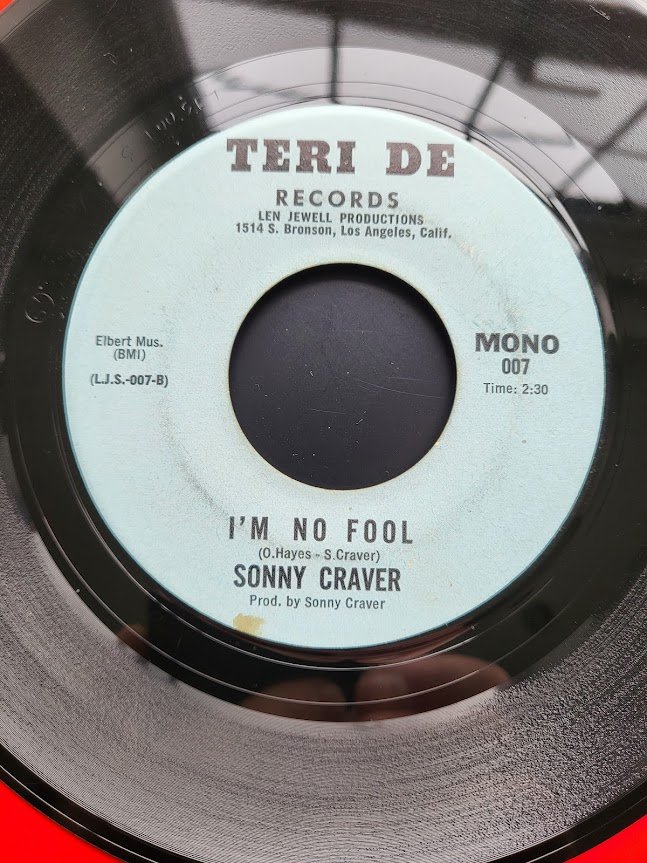 TERI DE
RECORDS
LEN JEWELL PRODUCTIONS
1514 S. Bronson, Los Angeles, Calif.
Elbert Mus.
(BMI)
(L.J.S.-007-B)
MONO
007
Time: 2:30
I'M NO FOOL
(O.Hayes - S.Craver)
SONNY CRAVER
Prod. by Sonny Craver